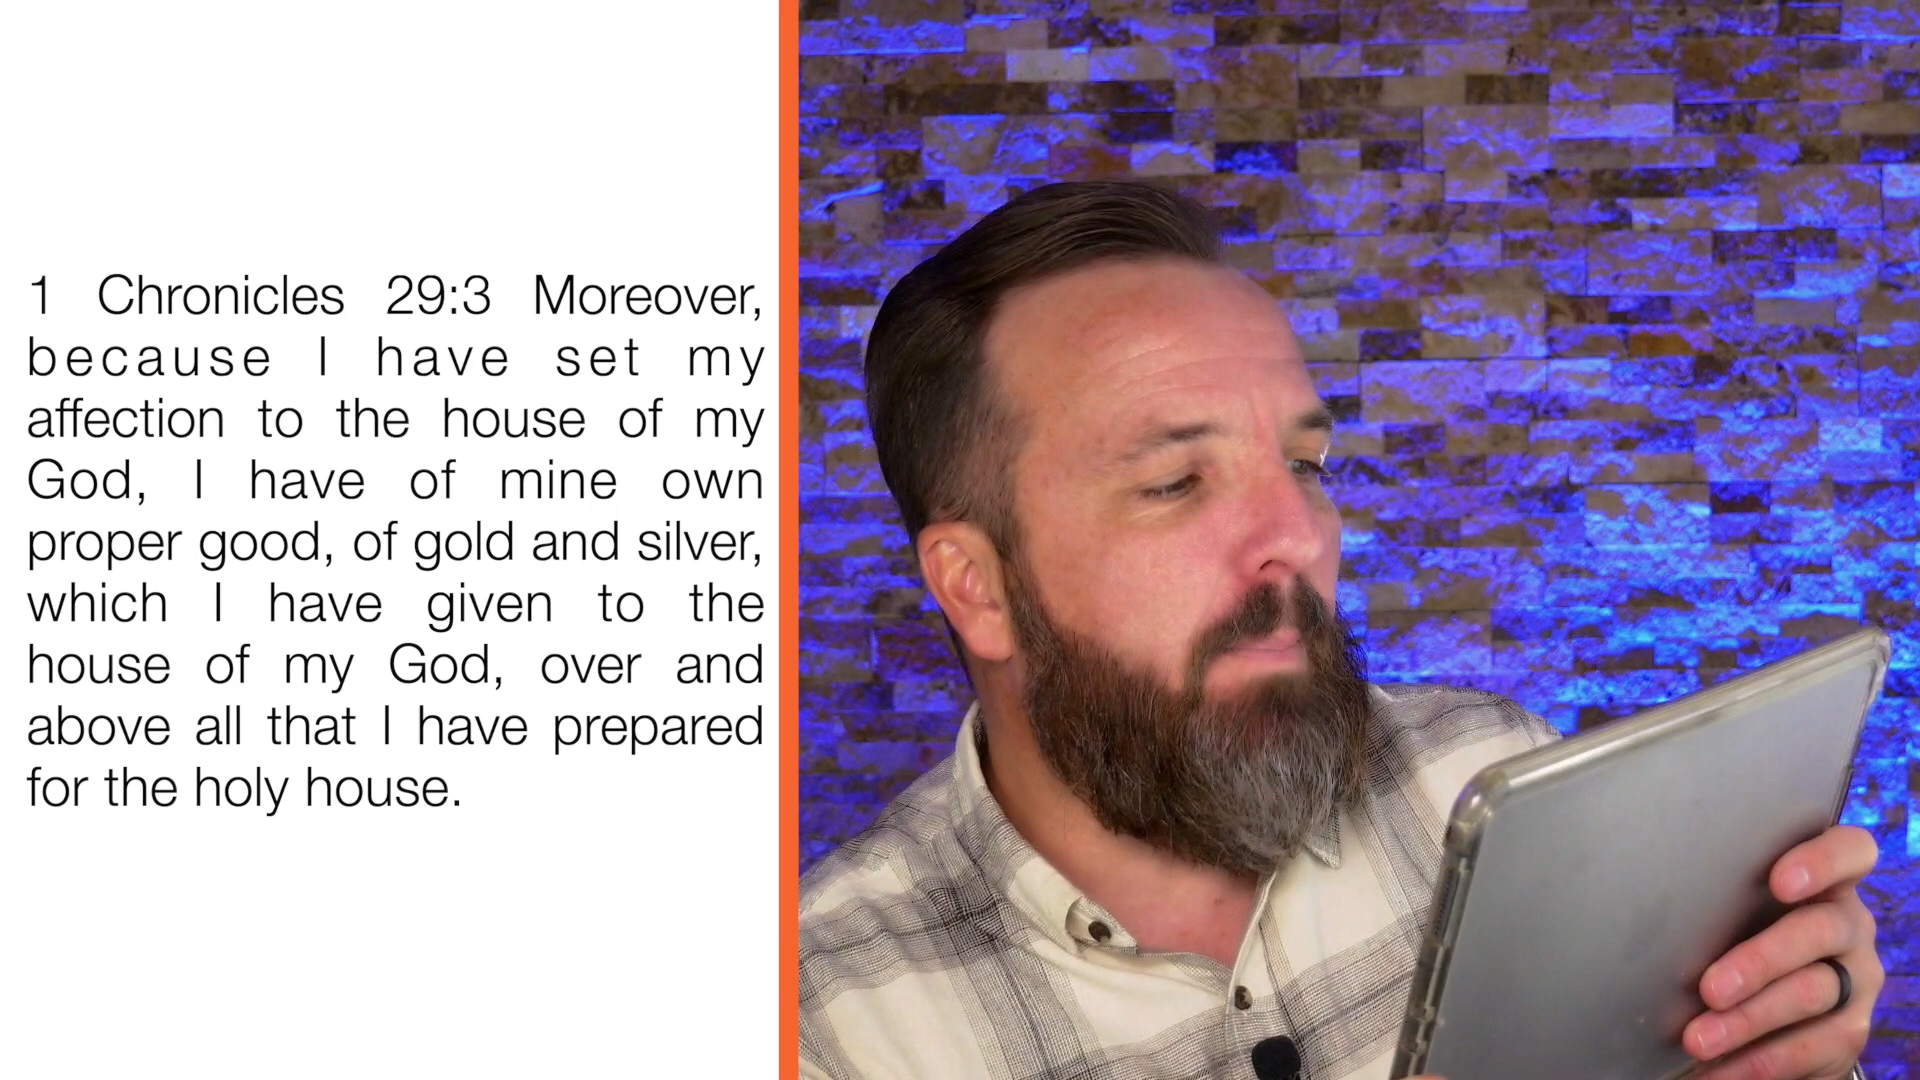 1 Chronicles 29:3 Moreover,
because I have set my
affection to the house of my
God, I have of mine own
proper good, of gold and silver,
which I have given to the
house of my God, over and
above all that I have prepared
for the holy house.